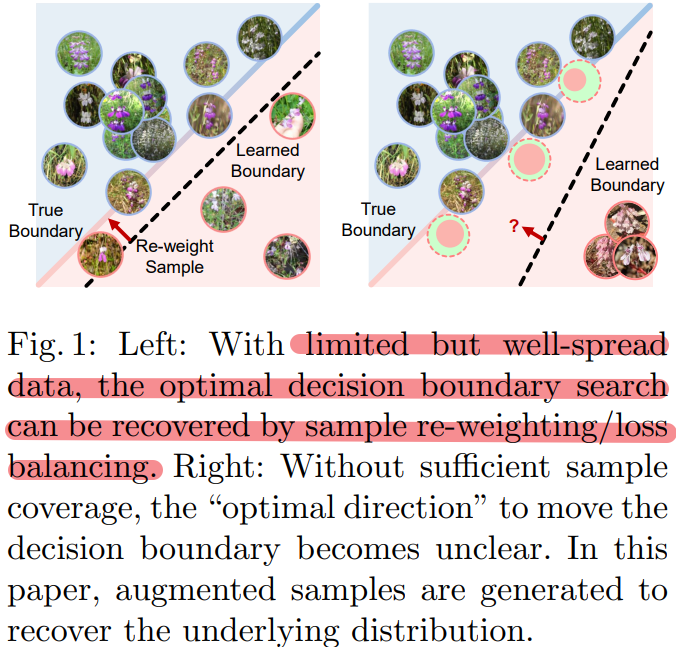 Learned
Boundary
True
Boundary
Re-weight
Sample
Learned
Boundary
True
Boundary
?
Fig. 1: Left: With limited but well-spread
data, the optimal decision boundary search
can be recovered by sample re-weighting/loss
balancing. Right: Without sufficient sample
coverage, the “optimal direction” to move the
decision boundary becomes unclear. In this
paper, augmented samples are generated to
recover the underlying distribution.